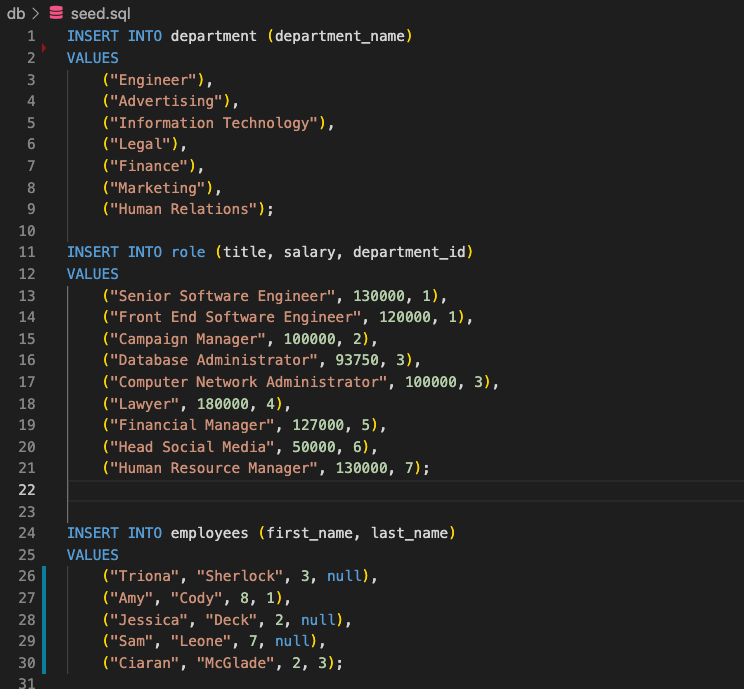 db > seed.sql
1 INSERT INTO department (department_name)
2 VALUES
3 ("Engineer"),
4 ("Advertising"),
5 ("Information Technology"),
6 ("Legal"),
7 ("Finance"),
8 ("Marketing"),
9 ("Human Relations");
10
11 INSERT INTO role (title, salary, department_id)
12 VALUES
13 ("Senior Software Engineer", 130000, 1),
14 ("Front End Software Engineer", 120000, 1),
15 ("Campaign Manager", 100000, 2),
16 ("Database Administrator", 93750, 3),
17 ("Computer Network Administrator", 100000, 3),
18 ("Lawyer", 180000, 4),
19 ("Financial Manager", 127000, 5),
20 ("Head Social Media", 50000, 6),
21 ("Human Resource Manager", 130000, 7);
22
23
24 INSERT INTO employees (first_name, last_name)
25 VALUES
26 ("Triona", "Sherlock", 3, null),
27 ("Amy", "Cody", 8, 1),
28 ("Jessica", "Deck", 2, null),
29 ("Sam", "Leone", 7, null),
30 ("Ciaran", "McGlade", 2, 3);
31